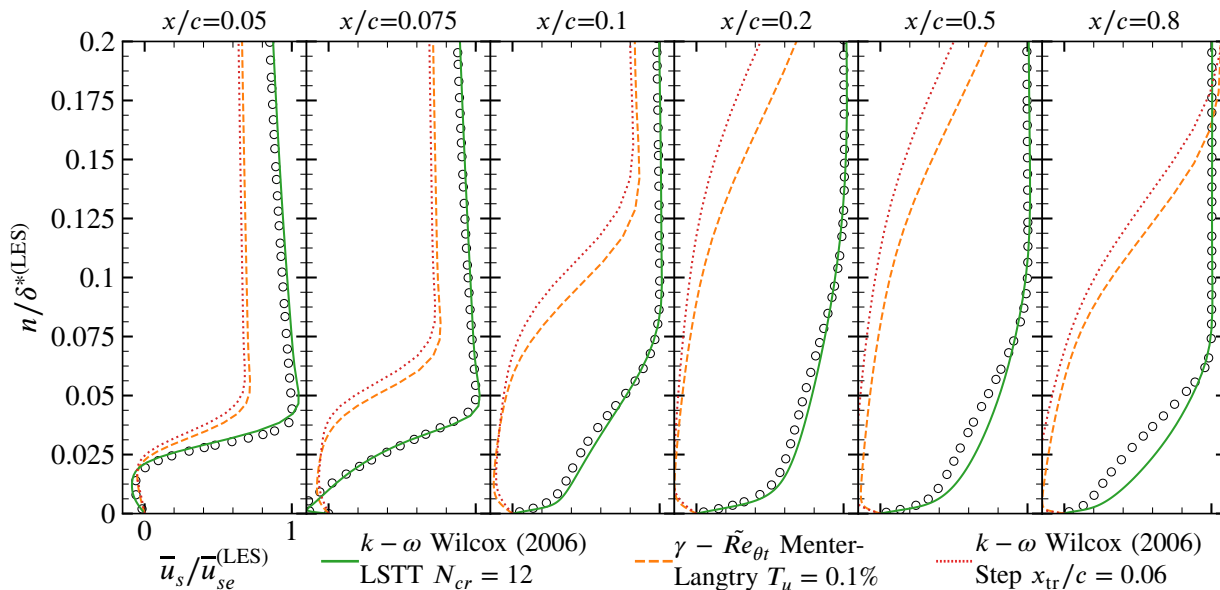 x/c=0.05 x/c=0.075 x/c=0.1 x/c=0.2 x/c=0.5 x/c=0.8
0.2
0.175
0.15
0.125
0.1
0.075
0.05
0.025
0
n/δ*(LES)
0 1
u̅ₛ/u̅ₛₑ(LES)
k − ω Wilcox (2006)
LSTT N_cr = 12
γ − R̃e_θt Menter-
Langtry T_u = 0.1%
k − ω Wilcox (2006)
Step x_tr/c = 0.06